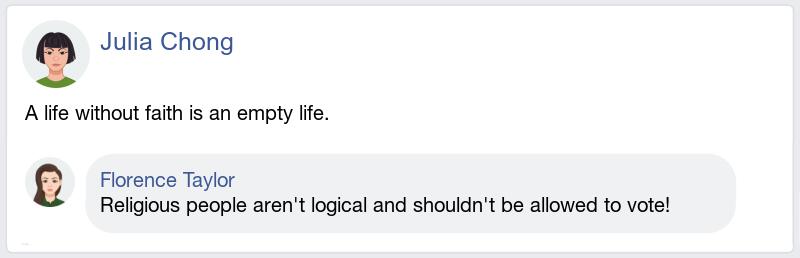 Julia Chong
A life without faith is an empty life.
Florence Taylor
Religious people aren't logical and shouldn't be allowed to vote!